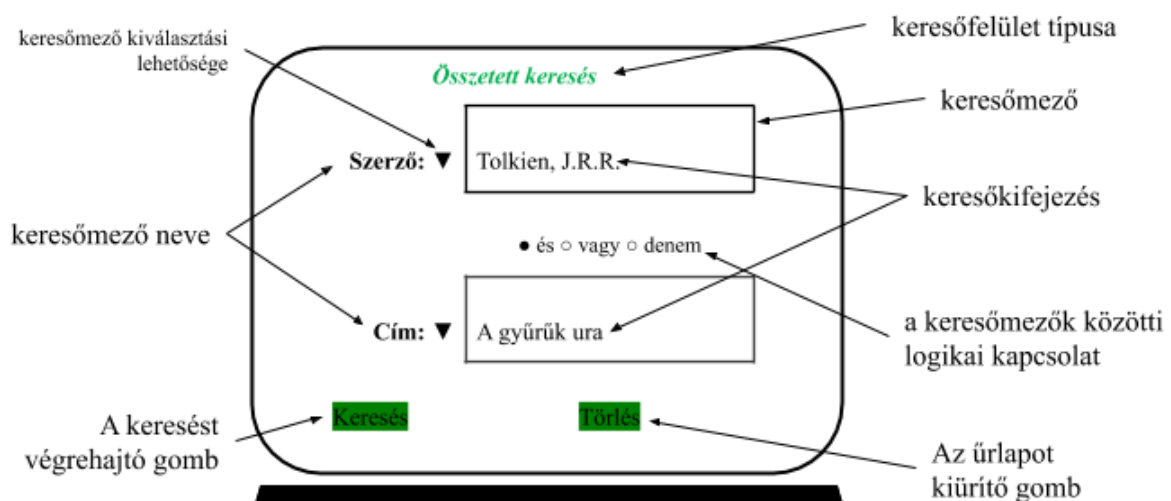 keresőmező kiválasztási
lehetősége
keresőfelület típusa
Összetett keresés
keresőmező
Szerző: ▼
Tolkien, J.R.R.
keresőkifejezés
keresőmező neve
● és ○ vagy ○ denem
Cím: ▼
A gyűrűk ura
a keresőmezők közötti
logikai kapcsolat
Keresés
Törlés
A keresést
végrehajtó gomb
Az űrlapot
kiürítő gomb